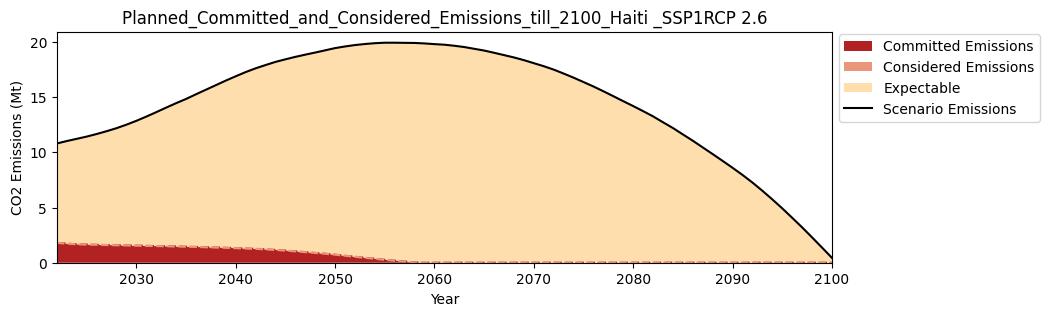 Planned_Committed_and_Considered_Emissions_till_2100_Haiti _SSP1RCP 2.6
CO2 Emissions (Mt)
20
15
10
5
0
2030 2040 2050 2060 2070 2080 2090 2100
Year
Committed Emissions
Considered Emissions
Expectable
Scenario Emissions